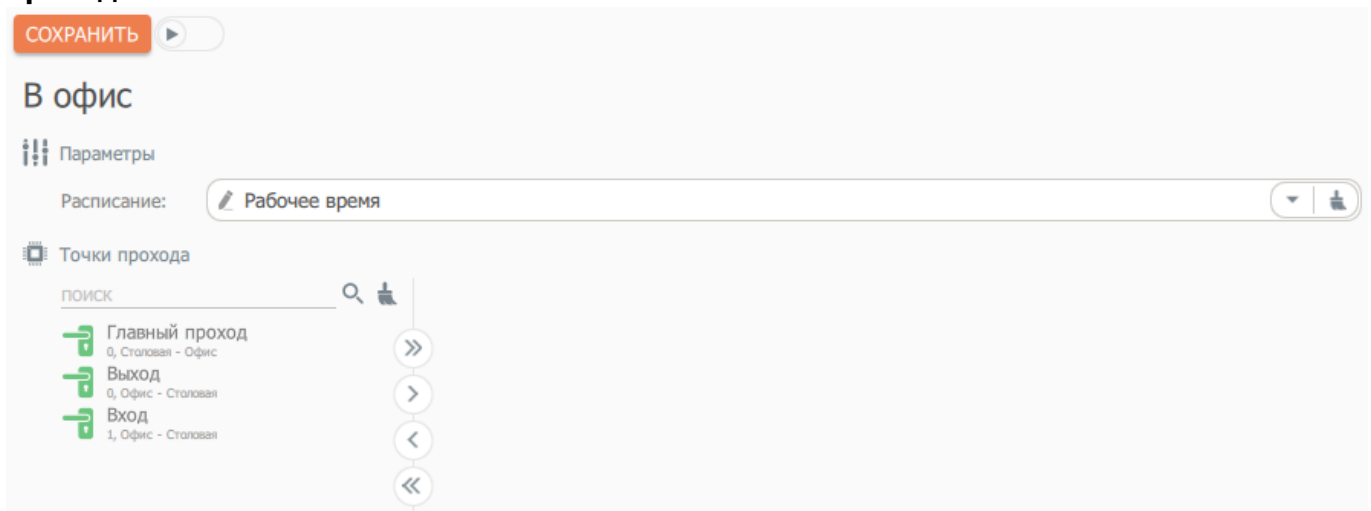 СОХРАНИТЬ
В офис
Параметры
Расписание: Рабочее время
Точки прохода
поиск
Главный проход
0, Столовая - Офис
Выход
0, Офис - Столовая
Вход
1, Офис - Столовая